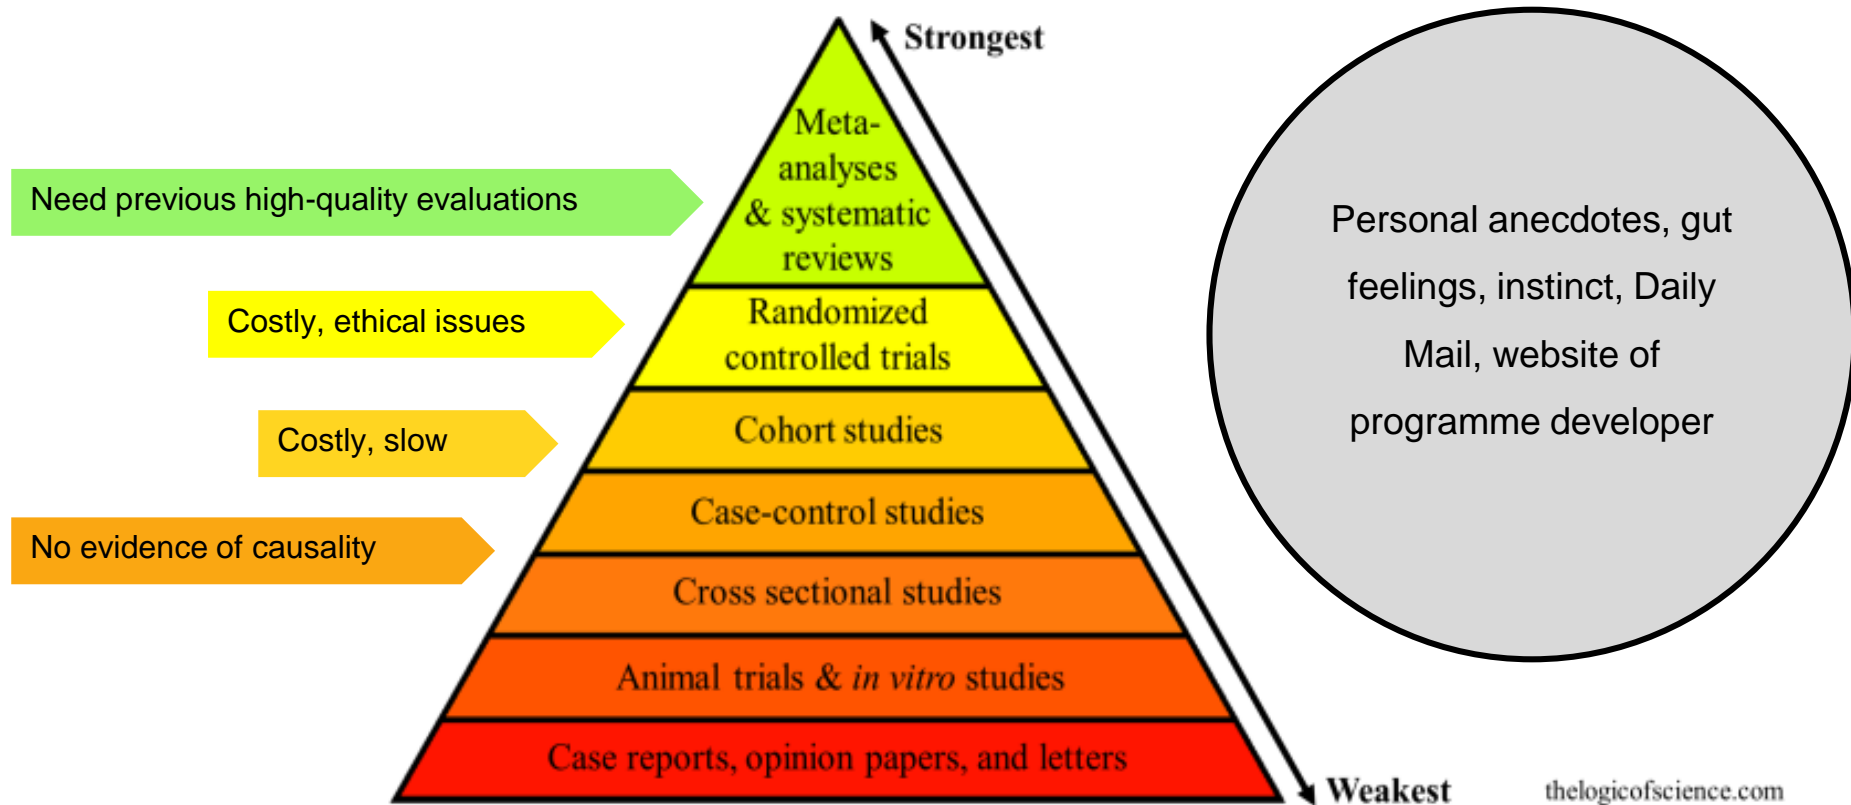 Strongest
Meta-
analyses
& systematic
reviews
Need previous high-quality evaluations
Randomized
controlled trials
Costly, ethical issues
Cohort studies
Costly, slow
Case-control studies
No evidence of causality
Cross sectional studies
Animal trials & in vitro studies
Case reports, opinion papers, and letters
Weakest
Personal anecdotes, gut
feelings, instinct, Daily
Mail, website of
programme developer
thelogicofscience.com